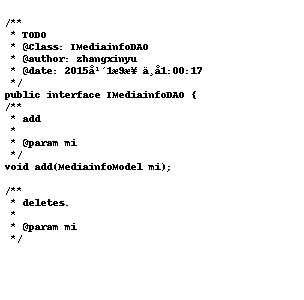 /**
 * TODO
 * @Class: IMediainfoDAO
 * @author: zhangxinyu
 * @date: 2015å¹´1æ9æ¥ ä¸å1:00:17
 */
public interface IMediainfoDAO {
/**
 * add
 *
 * @param mi
 */
void add(MediainfoModel mi);
/**
 * deletes.
 *
 * @param mi
 */